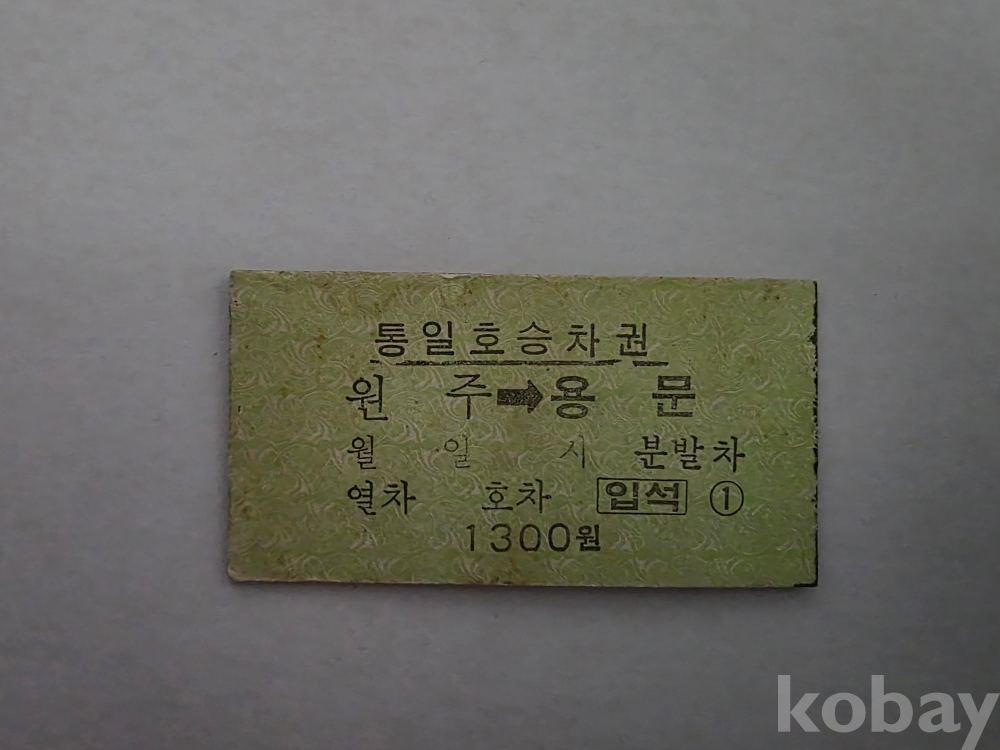 통일호승차권
원 주➡용 문
월 일 시 분발차
열차 호차 입석 ①
1300원
kobay